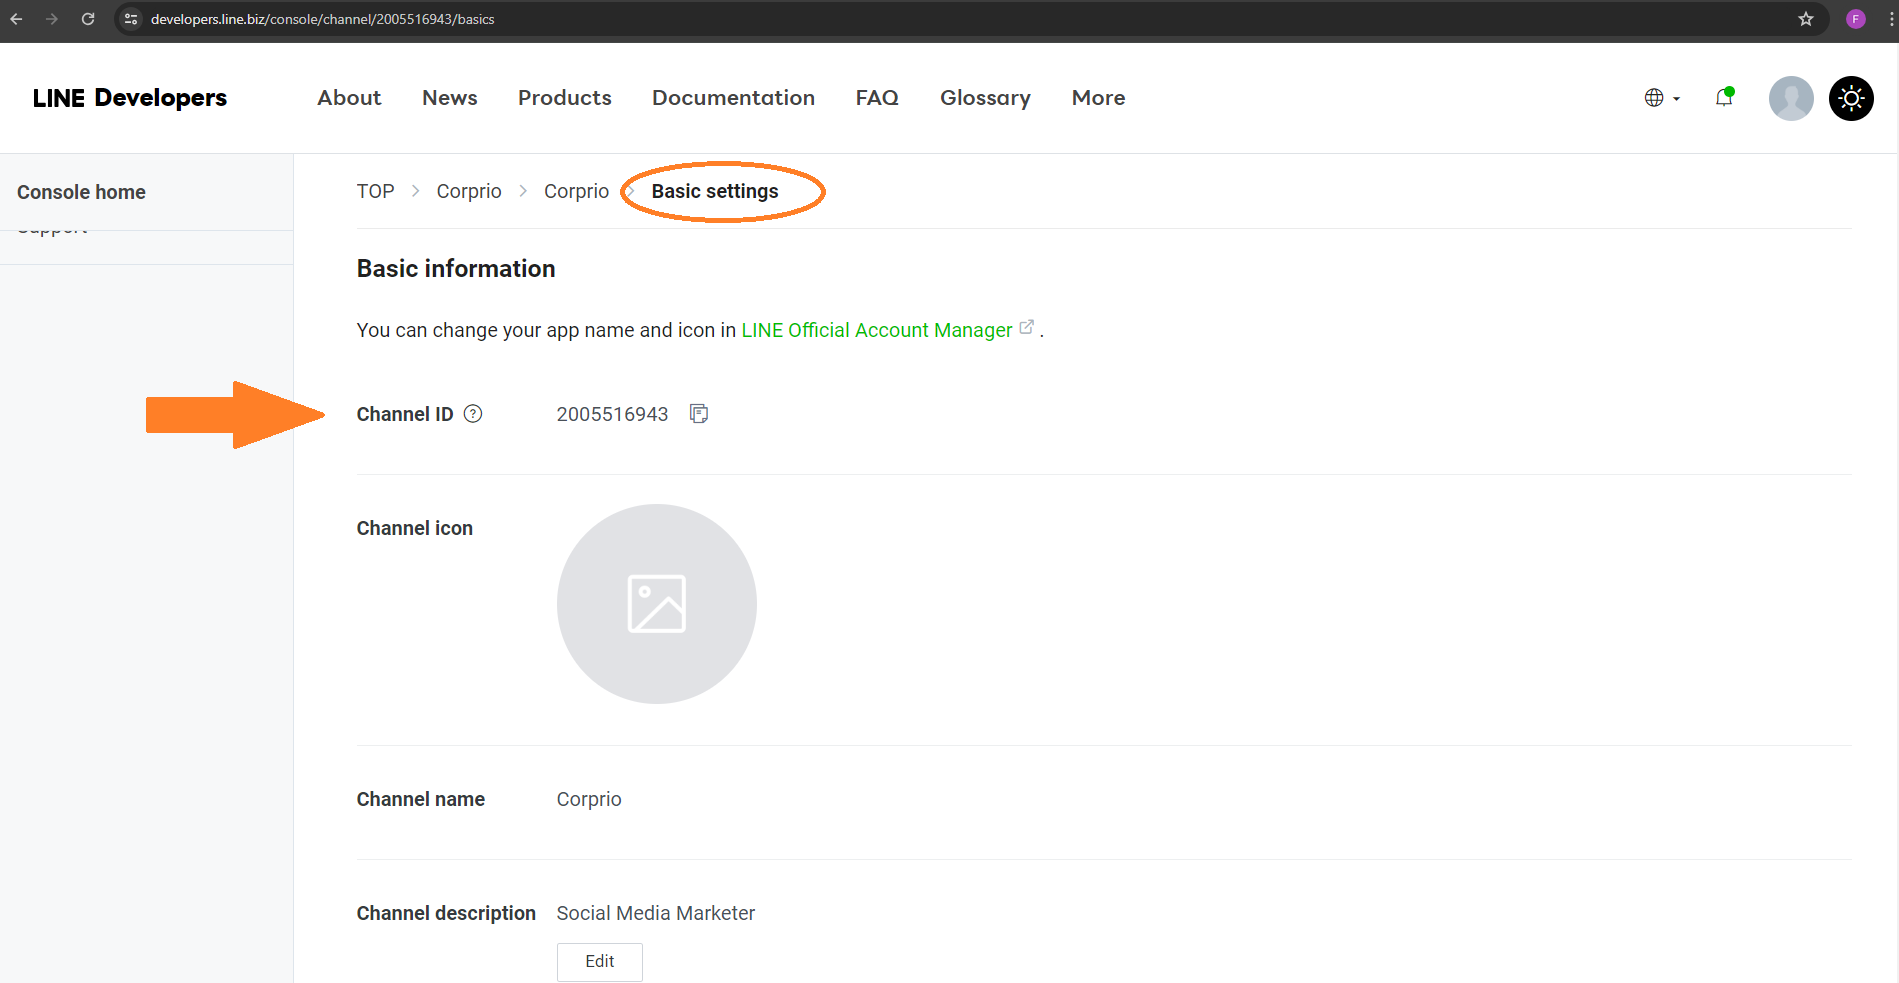 developers.line.biz/console/channel/2005516943/basics
F
LINE Developers
About News Products Documentation FAQ Glossary More
Console home
Support
TOP > Corprio > Corprio > Basic settings
Basic information
You can change your app name and icon in LINE Official Account Manager .
Channel ID ? 2005516943
Channel icon
Channel name Corprio
Channel description Social Media Marketer
Edit